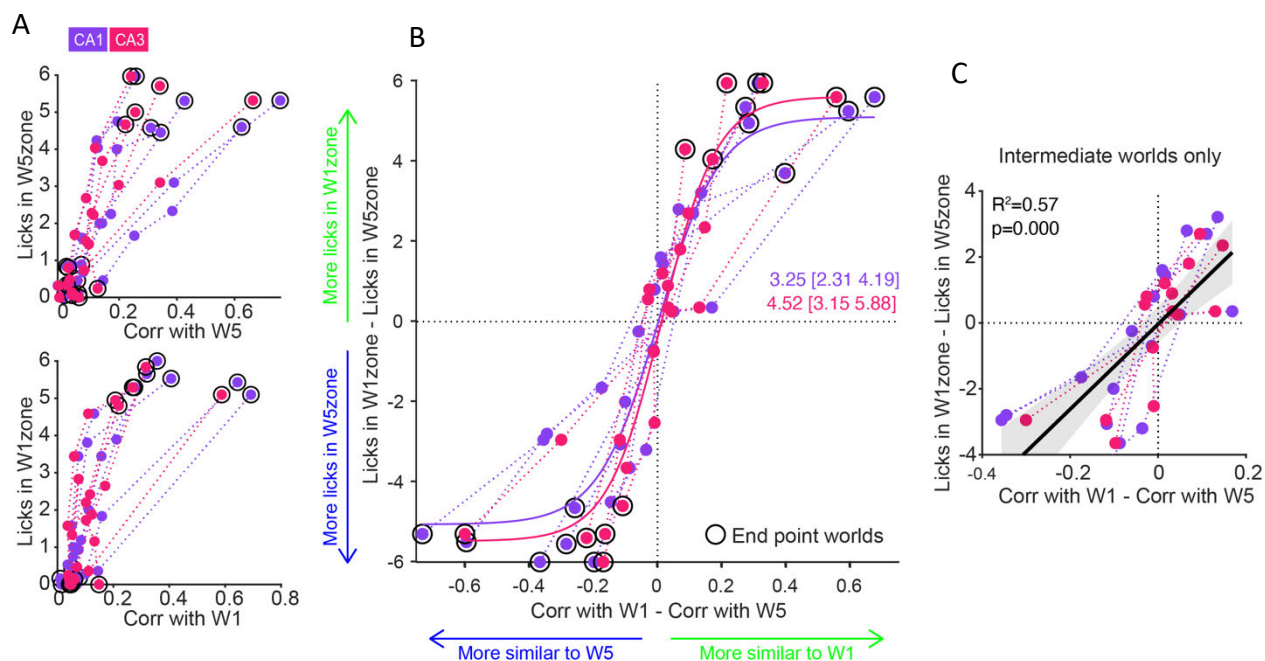 A
CA1 CA3
6
5
4
3
2
1
0
Licks in W5zone
0 0.2 0.4 0.6 0.8
Corr with W5
6
5
4
3
2
1
0
Licks in W1zone
0 0.2 0.4 0.6 0.8
Corr with W1
More licks in W1zone
More licks in W5zone
B
6
4
2
0
-2
-4
-6
Licks in W1zone - Licks in W5zone
3.25 [2.31 4.19]
4.52 [3.15 5.88]
End point worlds
-0.6 -0.4 -0.2 0 0.2 0.4 0.6
Corr with W1 - Corr with W5
More similar to W5
More similar to W1
C
Intermediate worlds only
4
2
0
-2
-4
Licks in W1zone - Licks in W5zone
R²=0.57
p=0.000
-0.4 -0.2 0 0.2
Corr with W1 - Corr with W5